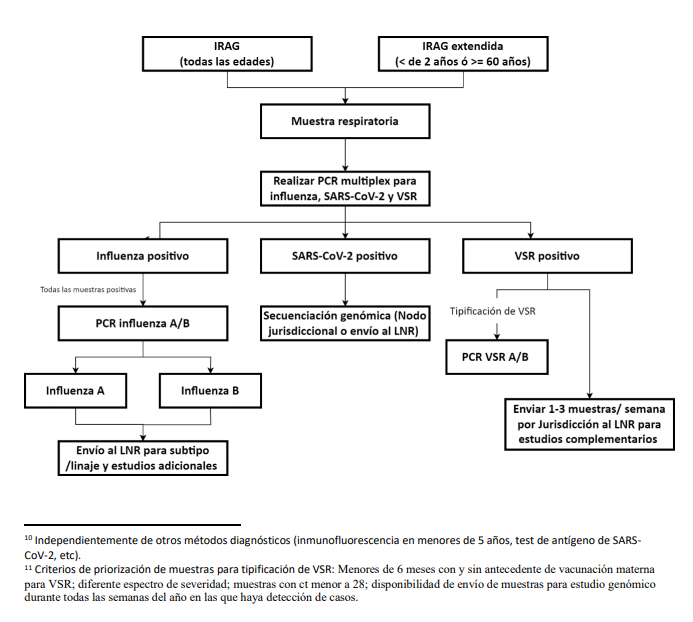 IRAG
(todas las edades)
IRAG extendida
(< de 2 años ó >= 60 años)
Muestra respiratoria
Realizar PCR multiplex para
influenza, SARS-CoV-2 y VSR
Influenza positivo
SARS-CoV-2 positivo
VSR positivo
Todas las muestras positivas
PCR influenza A/B
Secuenciación genómica (Nodo
jurisdiccional o envío al LNR)
Tipificación de VSR
PCR VSR A/B
Influenza A
Influenza B
Enviar 1-3 muestras/ semana
por Jurisdicción al LNR para
estudios complementarios
Envío al LNR para subtipo
/linaje y estudios adicionales
10 Independientemente de otros métodos diagnósticos (inmunofluorescencia en menores de 5 años, test de antígeno de SARS-
CoV-2, etc).
11 Criterios de priorización de muestras para tipificación de VSR: Menores de 6 meses con y sin antecedente de vacunación materna
para VSR; diferente espectro de severidad; muestras con ct menor a 28; disponibilidad de envío de muestras para estudio genómico
durante todas las semanas del año en las que haya detección de casos.